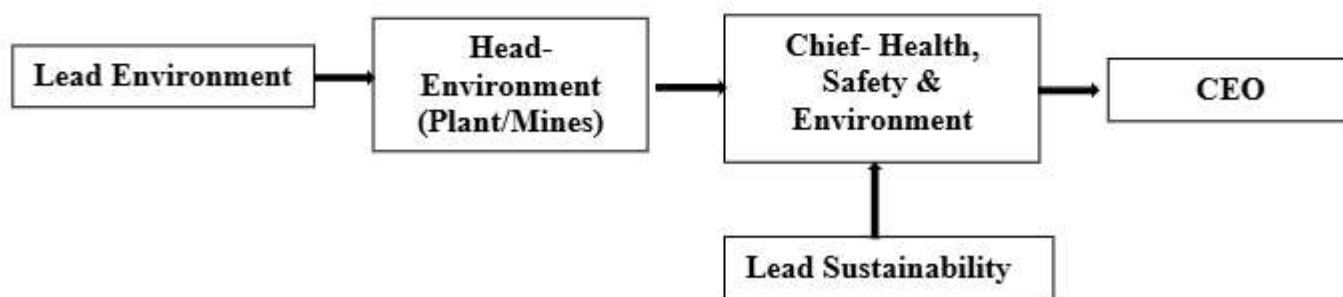 Lead Environment
Head-
Environment
(Plant/Mines)
Chief- Health,
Safety &
Environment
CEO
Lead Sustainability